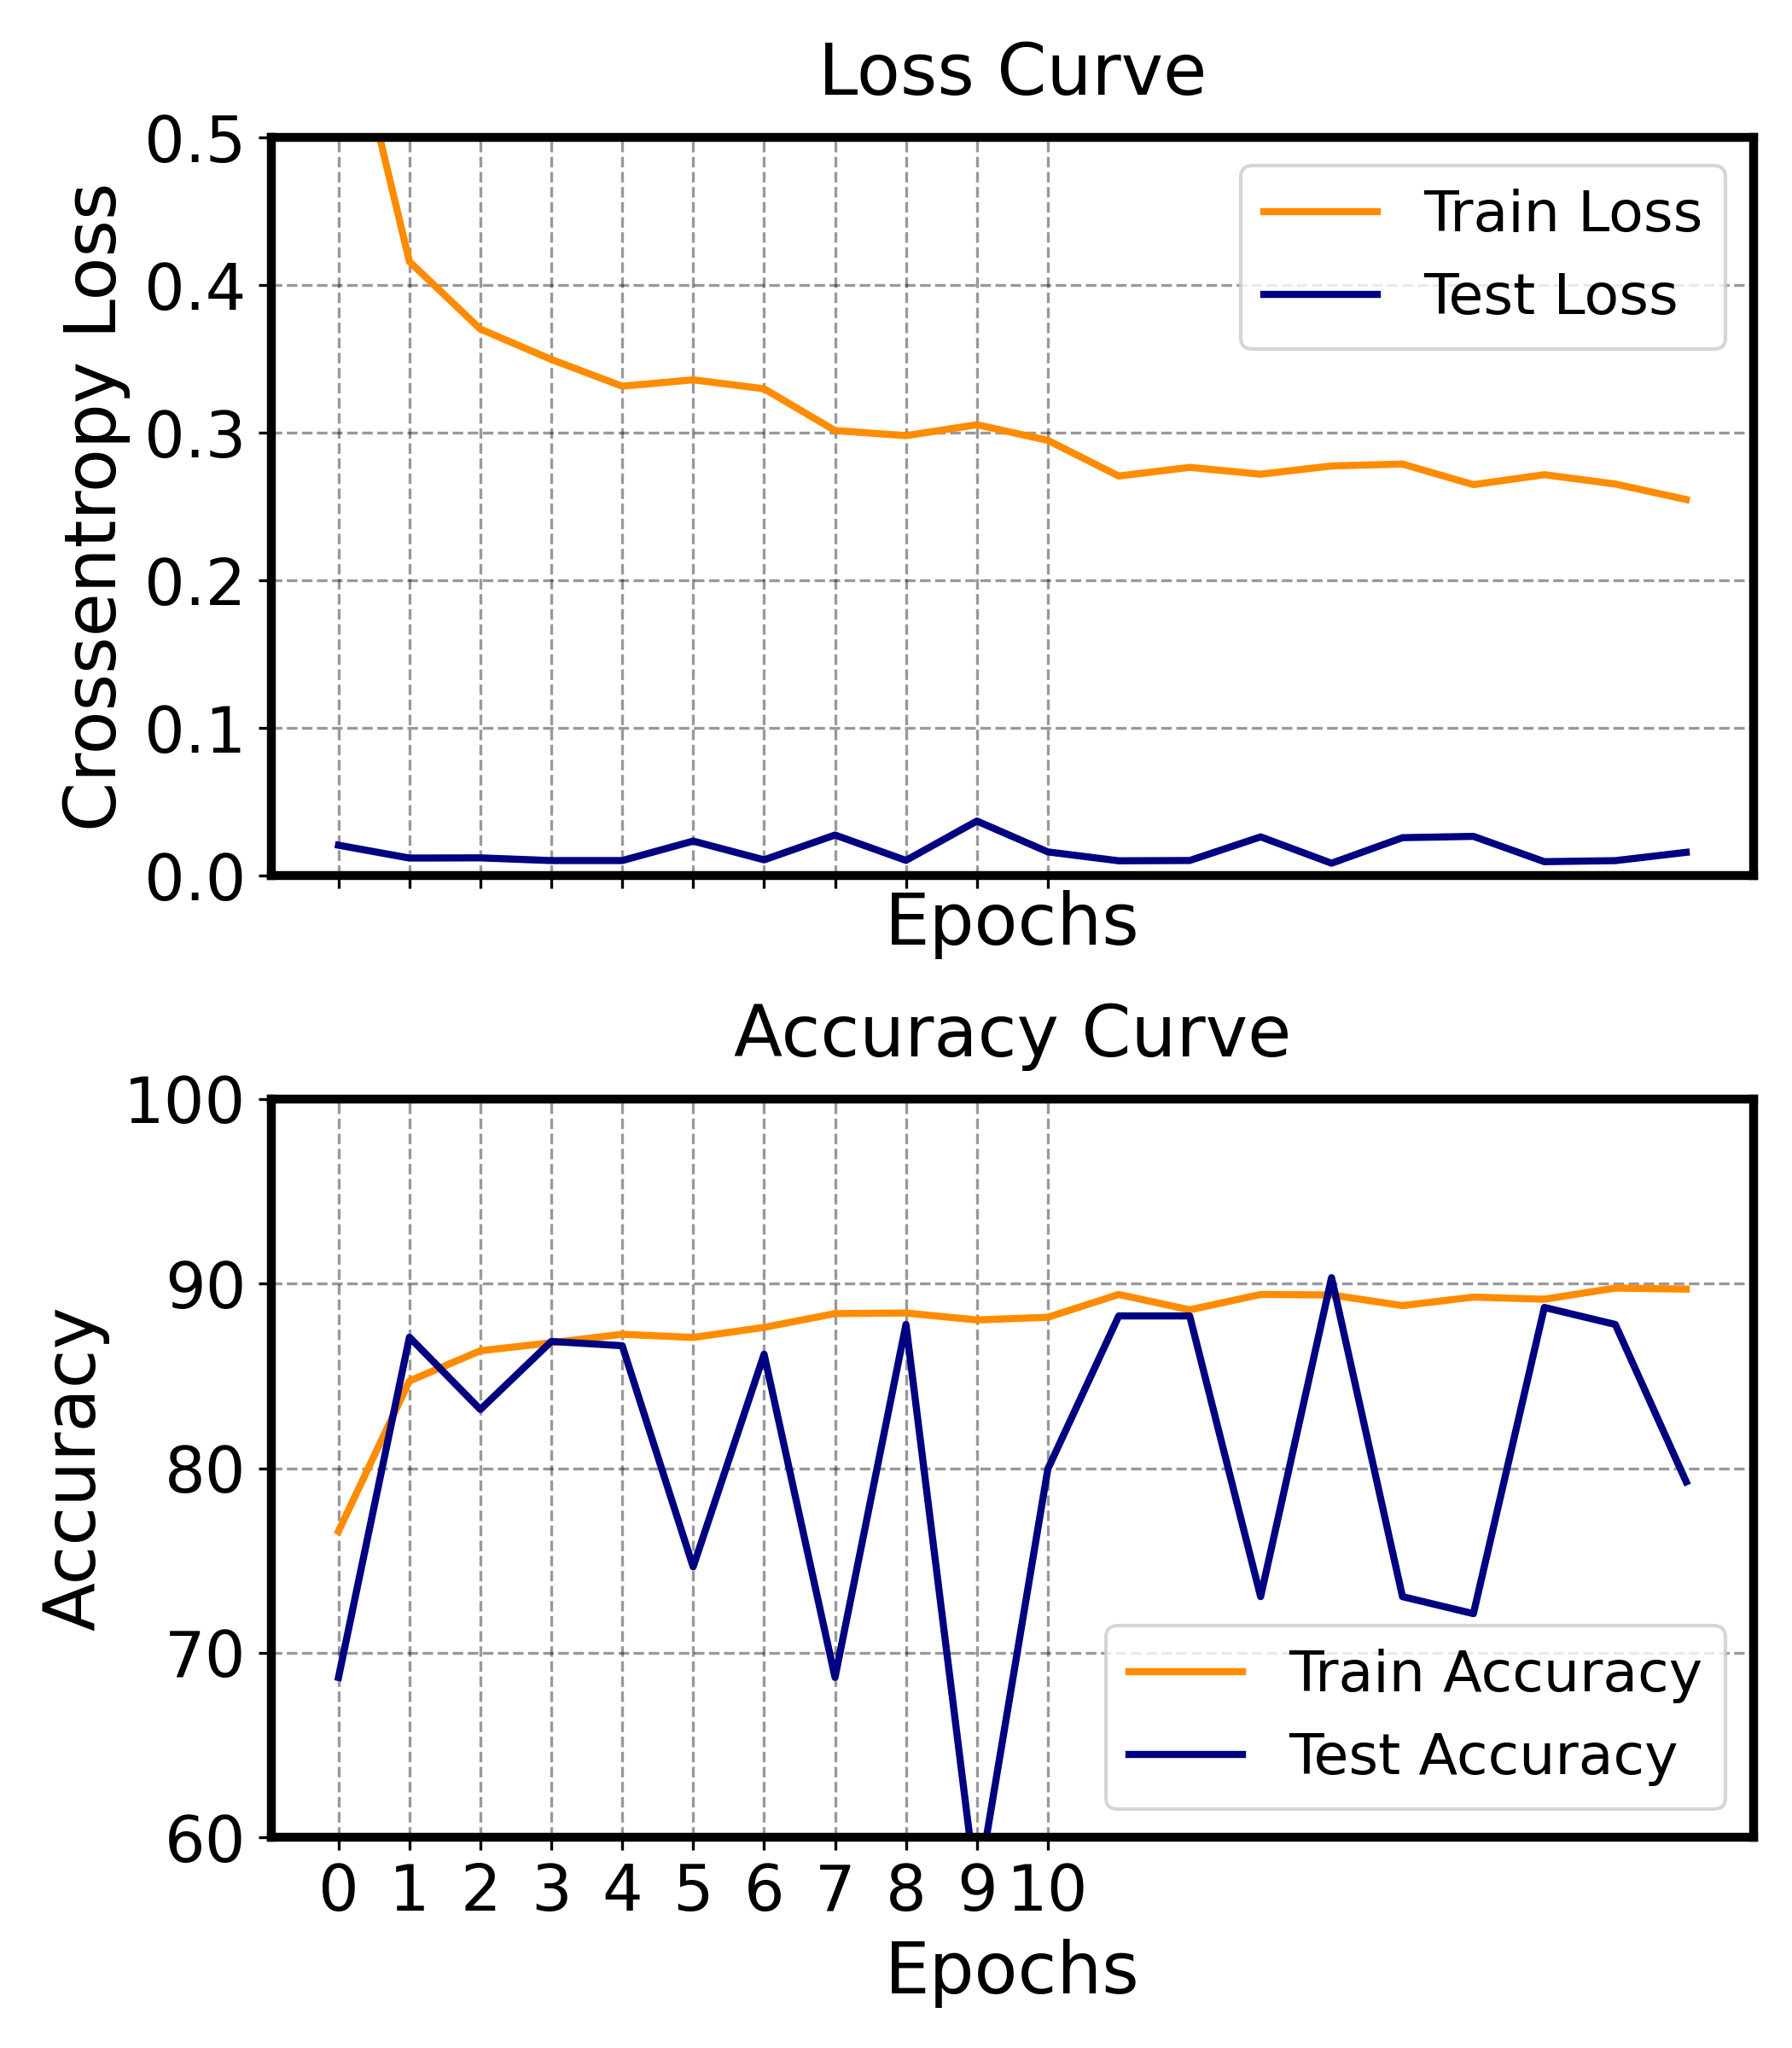 Loss Curve
0.5
0.4
0.3
0.2
0.1
0.0
Crossentropy Loss
Train Loss
Test Loss
Epochs
Accuracy Curve
100
90
80
70
60
Accuracy
Train Accuracy
Test Accuracy
0 1 2 3 4 5 6 7 8 9 10
Epochs